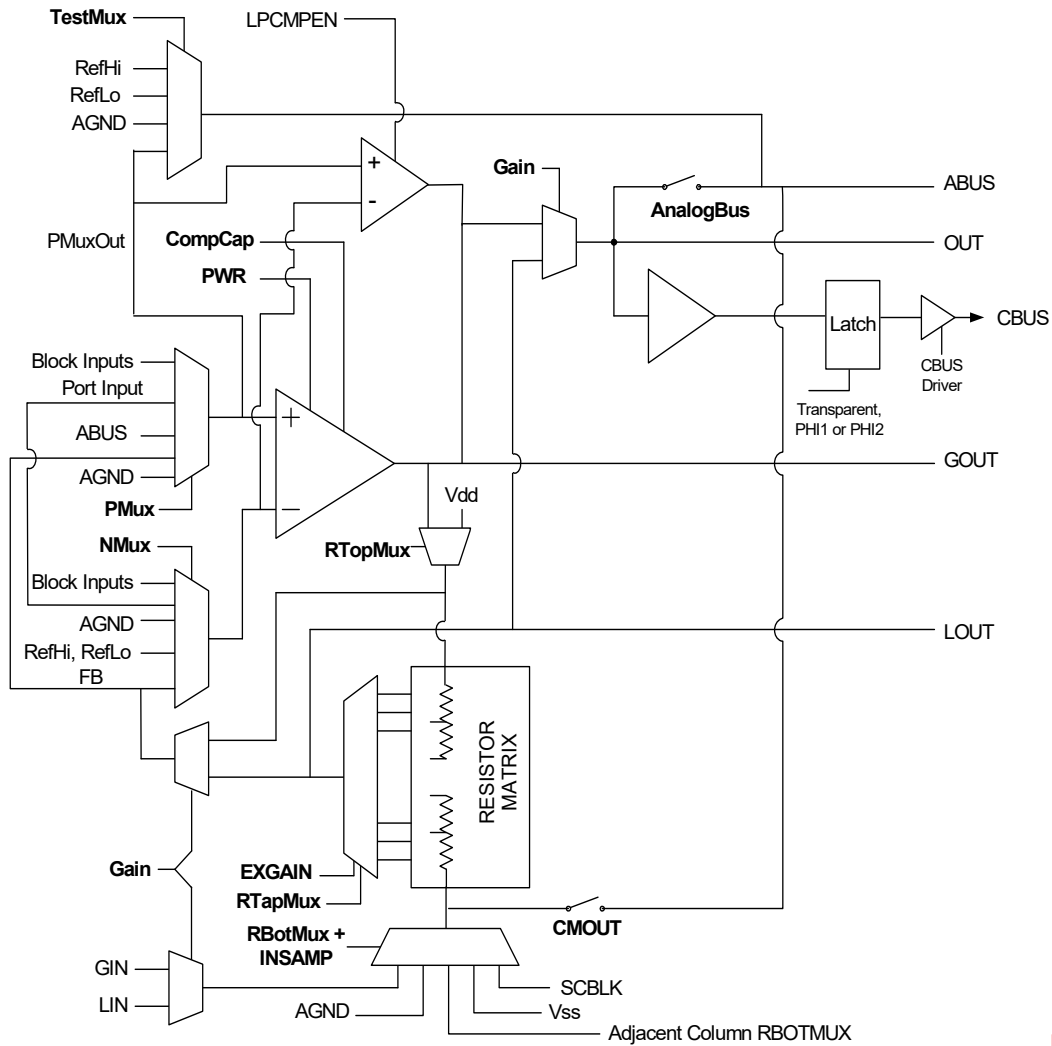 TestMux
LPCMPEN
RefHi
RefLo
AGND
+
-
Gain
ABUS
AnalogBus
PMuxOut
CompCap
OUT
PWR
Latch
CBUS
Block Inputs
CBUS
Driver
Port Input
Transparent,
PHI1 or PHI2
ABUS
+
GOUT
AGND
Vdd
PMux
−
NMux
RTopMux
Block Inputs
AGND
LOUT
RefHi, RefLo
FB
RESISTOR
MATRIX
Gain
EXGAIN
RTapMux
CMOUT
RBotMux +
INSAMP
GIN
SCBLK
LIN
AGND
Vss
Adjacent Column RBOTMUX